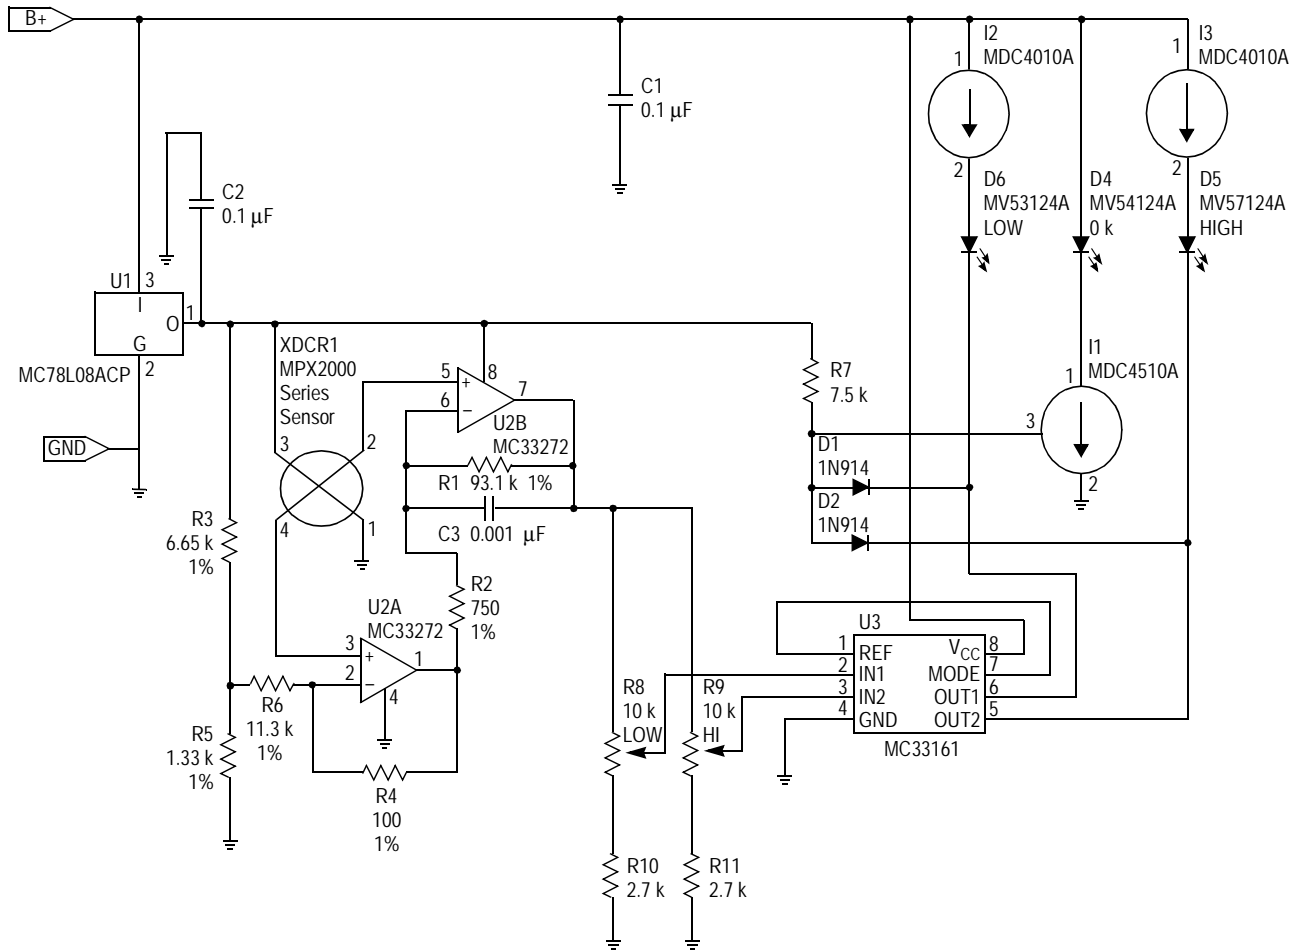 B+
I2
MDC4010A
1
2
I3
MDC4010A
1
2
C1
0.1 µF
C2
0.1 µF
D6
MV53124A
LOW
D4
MV54124A
0 k
D5
MV57124A
HIGH
U1
3
I
O
1
G
2
MC78L08ACP
GND
XDCR1
MPX2000
Series
Sensor
3
2
4
1
5
+
6
−
8
7
U2B
MC33272
R1 93.1 k 1%
C3 0.001 µF
R7
7.5 k
I1
MDC4510A
1
3
2
D1
1N914
D2
1N914
R3
6.65 k
1%
R2
750
1%
U2A
MC33272
3
+
2
−
1
4
R6
11.3 k
1%
R5
1.33 k
1%
R4
100
1%
R8
10 k
LOW
R9
10 k
HI
R10
2.7 k
R11
2.7 k
U3
1 REF
2 IN1
3 IN2
4 GND
VCC 8
MODE 7
OUT1 6
OUT2 5
MC33161